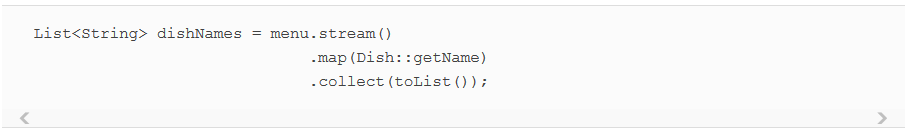 List<String> dishNames = menu.stream()
.map(Dish::getName)
.collect(toList());